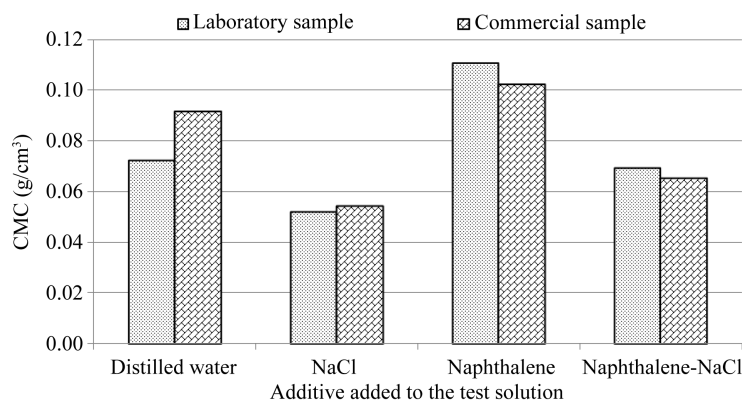 Laboratory sample Commercial sample
0.12
0.10
0.08
0.06
0.04
0.02
0.00
CMC (g/cm³)
Distilled water NaCl Naphthalene Naphthalene-NaCl
Additive added to the test solution